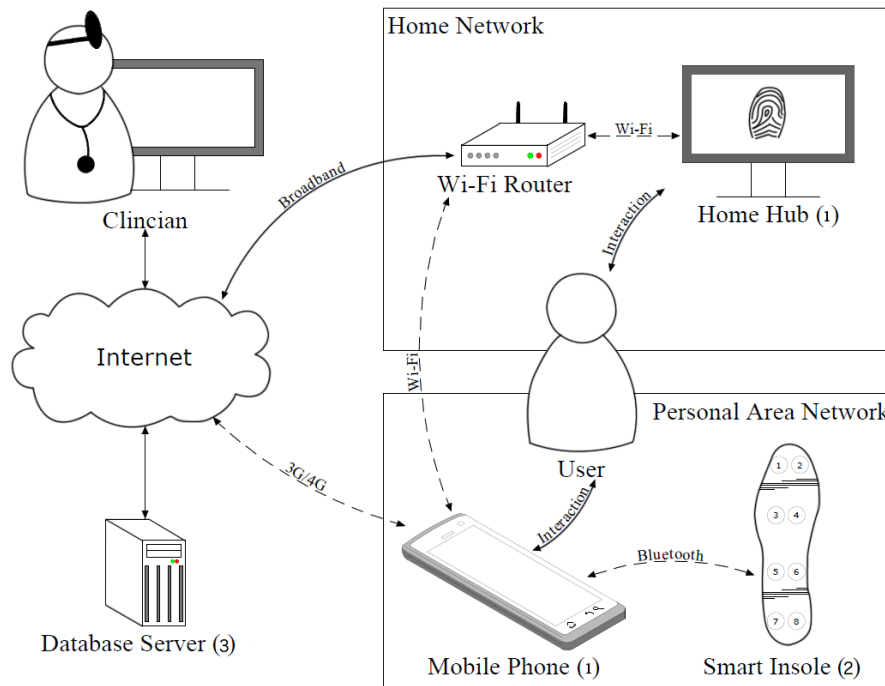 Home Network
Wi-Fi
Wi-Fi Router
Home Hub (1)
Broadband
Interaction
Clincian
Internet
Wi-Fi
Personal Area Network
User
3G/4G
Interaction
Bluetooth
1 2
3 4
5 6
7 8
Database Server (3)
Mobile Phone (1)
Smart Insole (2)